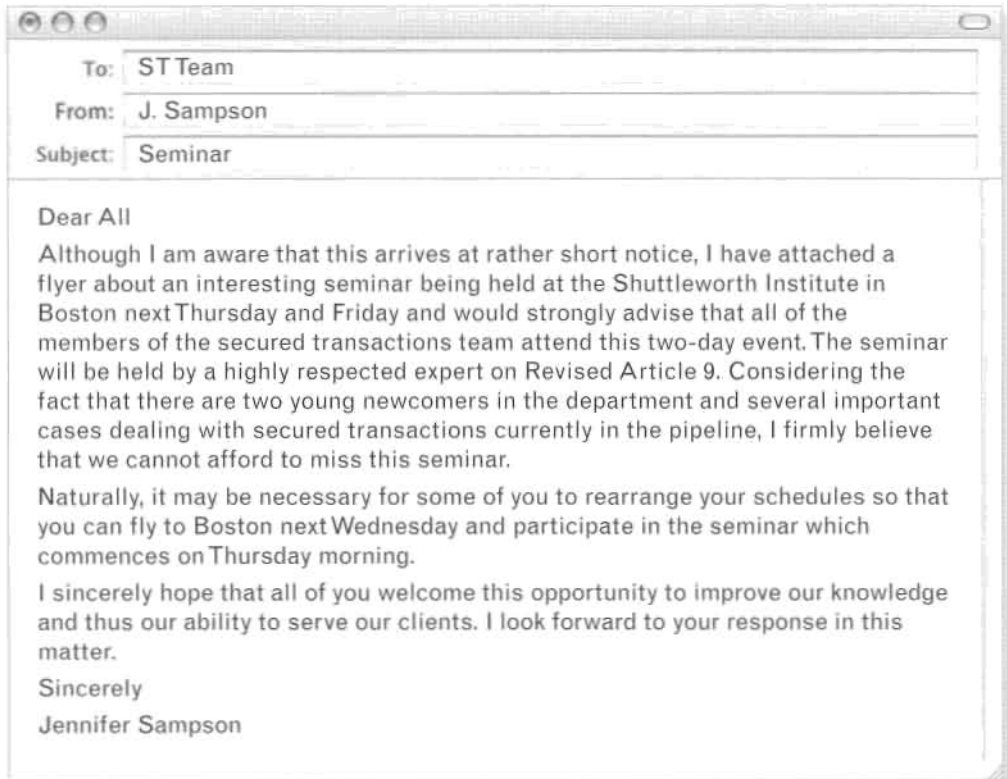 To: ST Team
From: J. Sampson
Subject: Seminar
Dear All
Although I am aware that this arrives at rather short notice, I have attached a
flyer about an interesting seminar being held at the Shuttleworth Institute in
Boston next Thursday and Friday and would strongly advise that all of the
members of the secured transactions team attend this two-day event. The seminar
will be held by a highly respected expert on Revised Article 9. Considering the
fact that there are two young newcomers in the department and several important
cases dealing with secured transactions currently in the pipeline, I firmly believe
that we cannot afford to miss this seminar.
Naturally, it may be necessary for some of you to rearrange your schedules so that
you can fly to Boston next Wednesday and participate in the seminar which
commences on Thursday morning.
I sincerely hope that all of you welcome this opportunity to improve our knowledge
and thus our ability to serve our clients. I look forward to your response in this
matter.
Sincerely
Jennifer Sampson